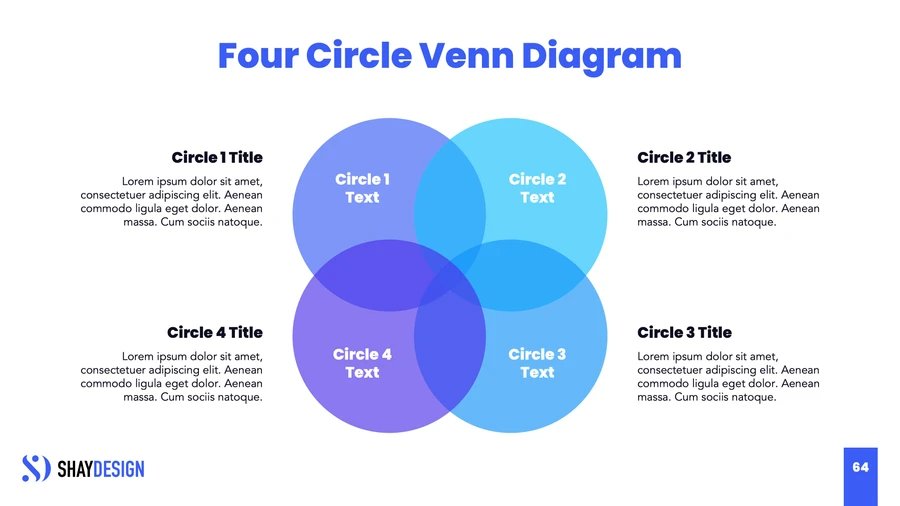 Four Circle Venn Diagram
Circle 1 Title
Lorem ipsum dolor sit amet,
consectetuer adipiscing elit. Aenean
commodo ligula eget dolor. Aenean
massa. Cum sociis natoque.
Circle 1
Text
Circle 2
Text
Circle 2 Title
Lorem ipsum dolor sit amet,
consectetuer adipiscing elit. Aenean
commodo ligula eget dolor. Aenean
massa. Cum sociis natoque.
Circle 4 Title
Lorem ipsum dolor sit amet,
consectetuer adipiscing elit. Aenean
commodo ligula eget dolor. Aenean
massa. Cum sociis natoque.
Circle 4
Text
Circle 3
Text
Circle 3 Title
Lorem ipsum dolor sit amet,
consectetuer adipiscing elit. Aenean
commodo ligula eget dolor. Aenean
massa. Cum sociis natoque.
SHAYDESIGN
64